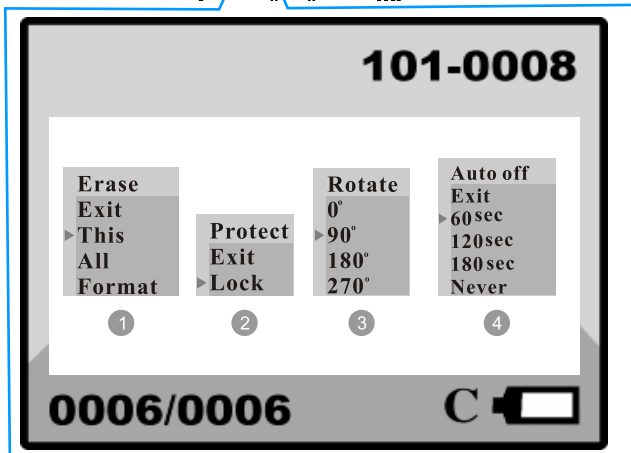 101-0008
Erase
Exit
This
All
Format
1
Protect
Exit
Lock
2
Rotate
0°
90°
180°
270°
3
Auto off
Exit
60sec
120sec
180sec
Never
4
0006/0006
C